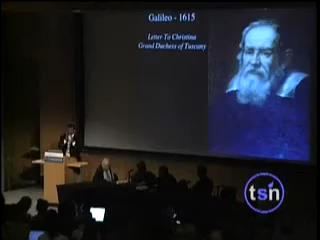 Galileo - 1615
Letter To Christina
Grand Duchess of Tuscany
tsn